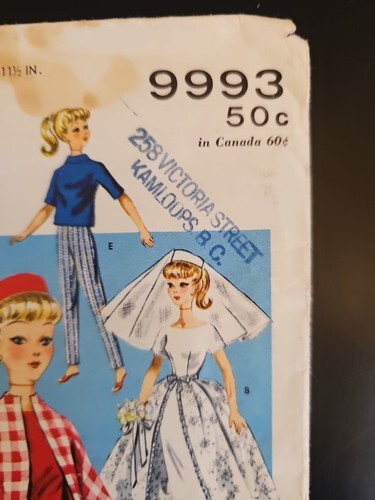 11½ IN.
9993
50c
in Canada 60¢
258 VICTORIA STREET
KAMLOOPS, B. C.
E
B